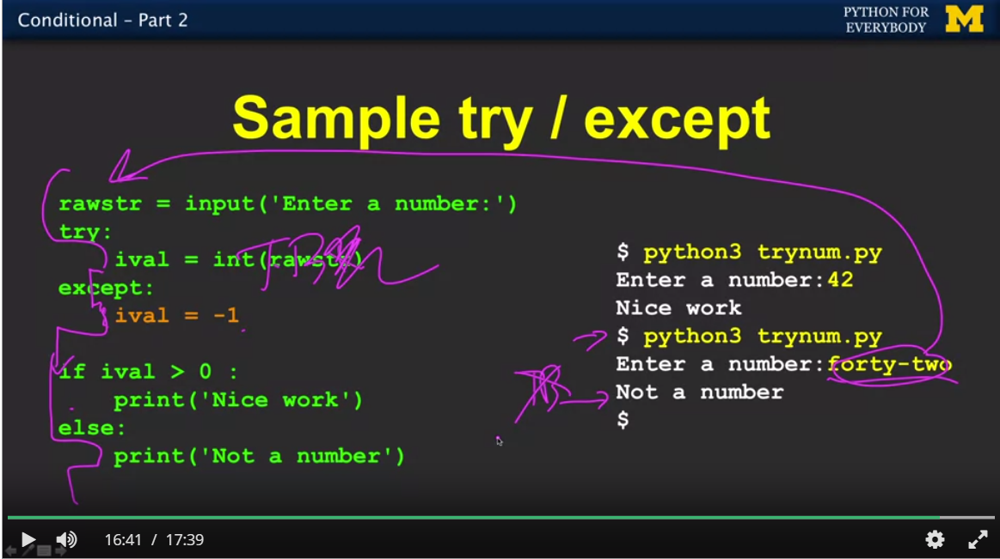 Conditional – Part 2
PYTHON FOR
EVERYBODY
M
Sample try / except
rawstr = input('Enter a number:')
try:
    ival = int(rawstr)
except:
    ival = -1
if ival > 0 :
    print('Nice work')
else:
    print('Not a number')
$ python3 trynum.py
Enter a number:42
Nice work
$ python3 trynum.py
Enter a number:forty-two
Not a number
$
16:41 / 17:39